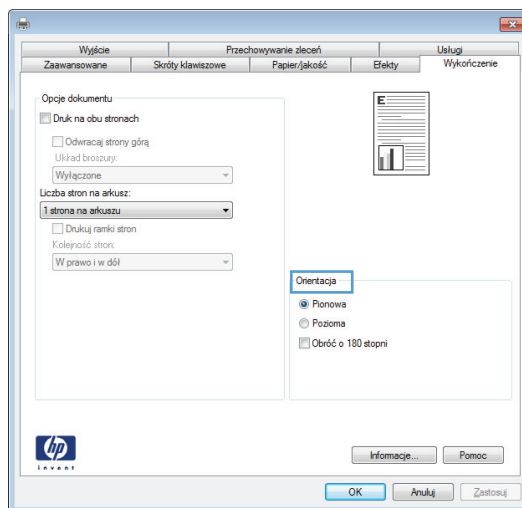 Wyjście Przechowywanie zleceń Usługi
Zaawansowane Skróty klawiszowe Papier/jakość Efekty Wykończenie
Opcje dokumentu
Druk na obu stronach
Odwracaj strony górą
Układ broszury:
Wyłączone
Liczba stron na arkusz:
1 strona na arkuszu
Drukuj ramki stron
Kolejność stron:
W prawo i w dół
E
Orientacja
Pionowa
Pozioma
Obróć o 180 stopni
hp
invent
Informacje... Pomoc
OK Anuluj Zastosuj